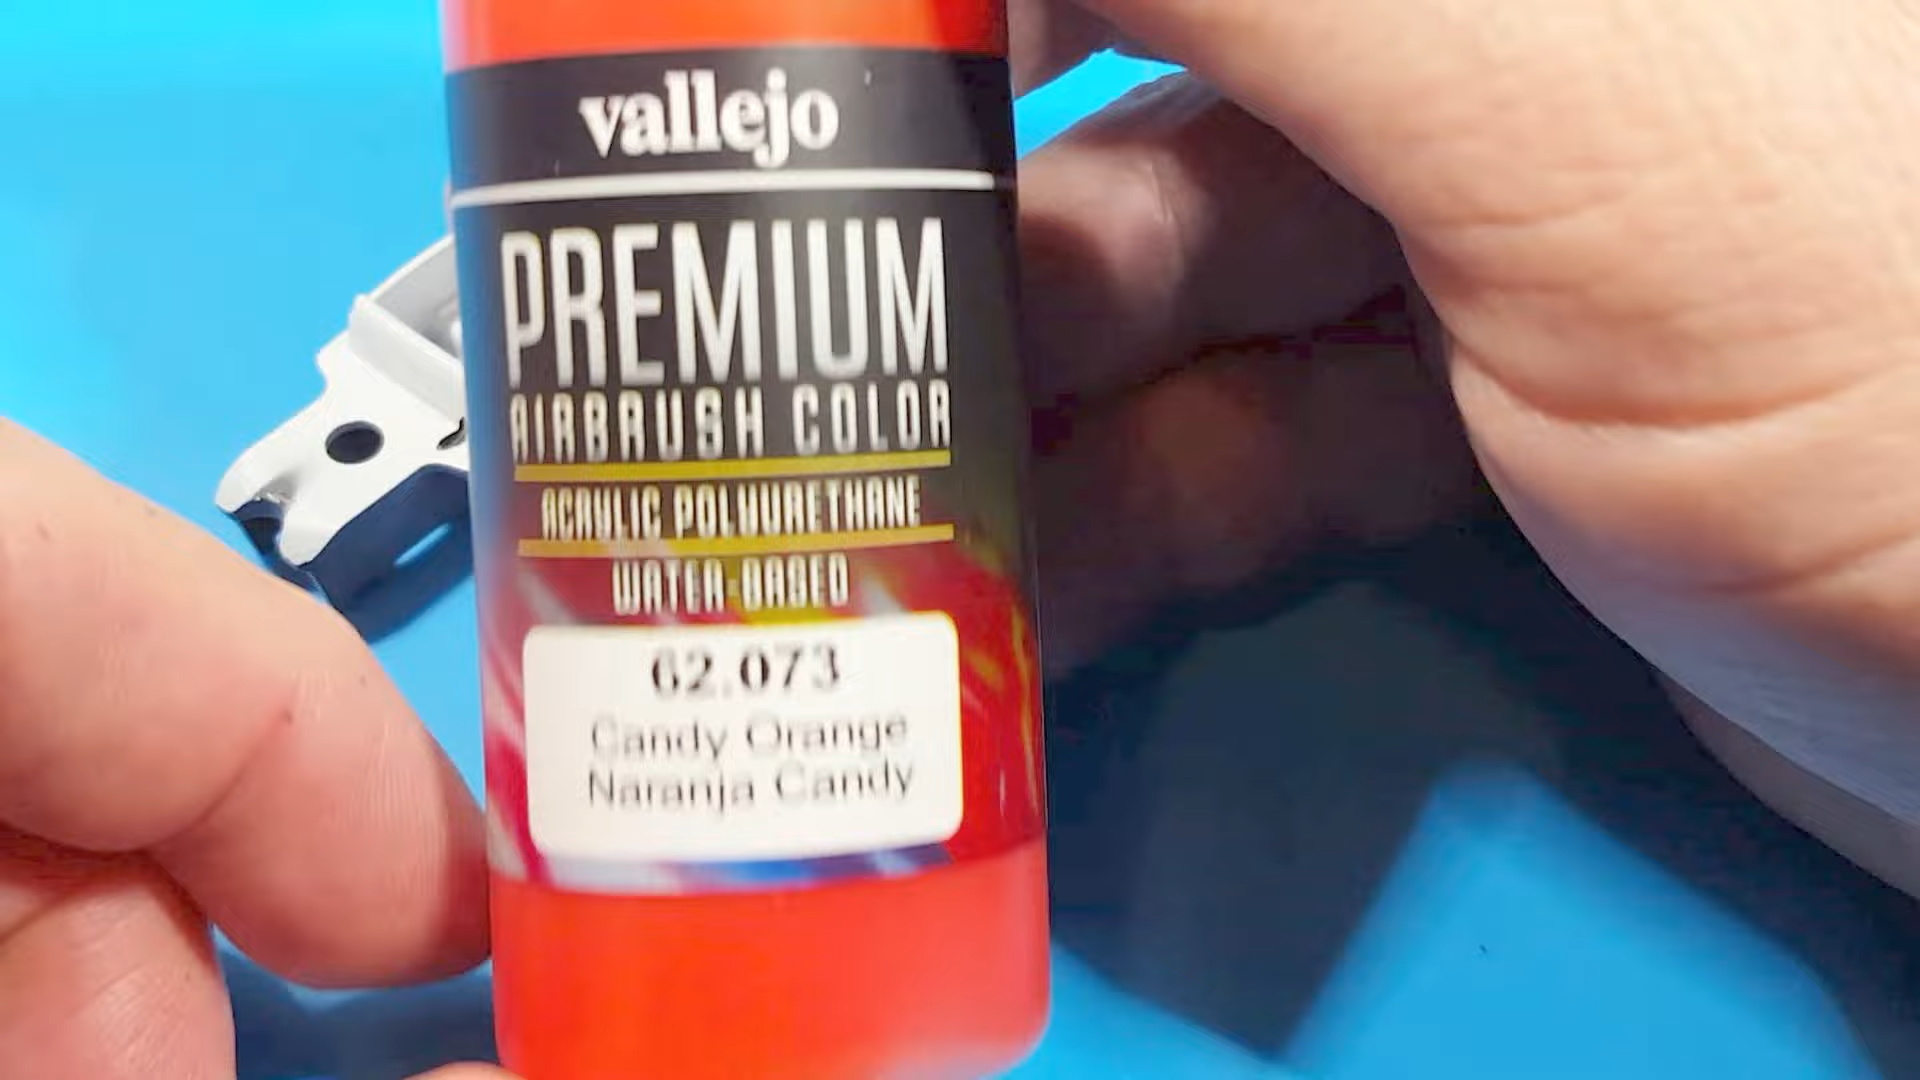 vallejo
PREMIUM
AIRBRUSH COLOR
ACRYLIC POLYURETHANE
WATER-BASED
62.073
Candy Orange
Naranja Candy